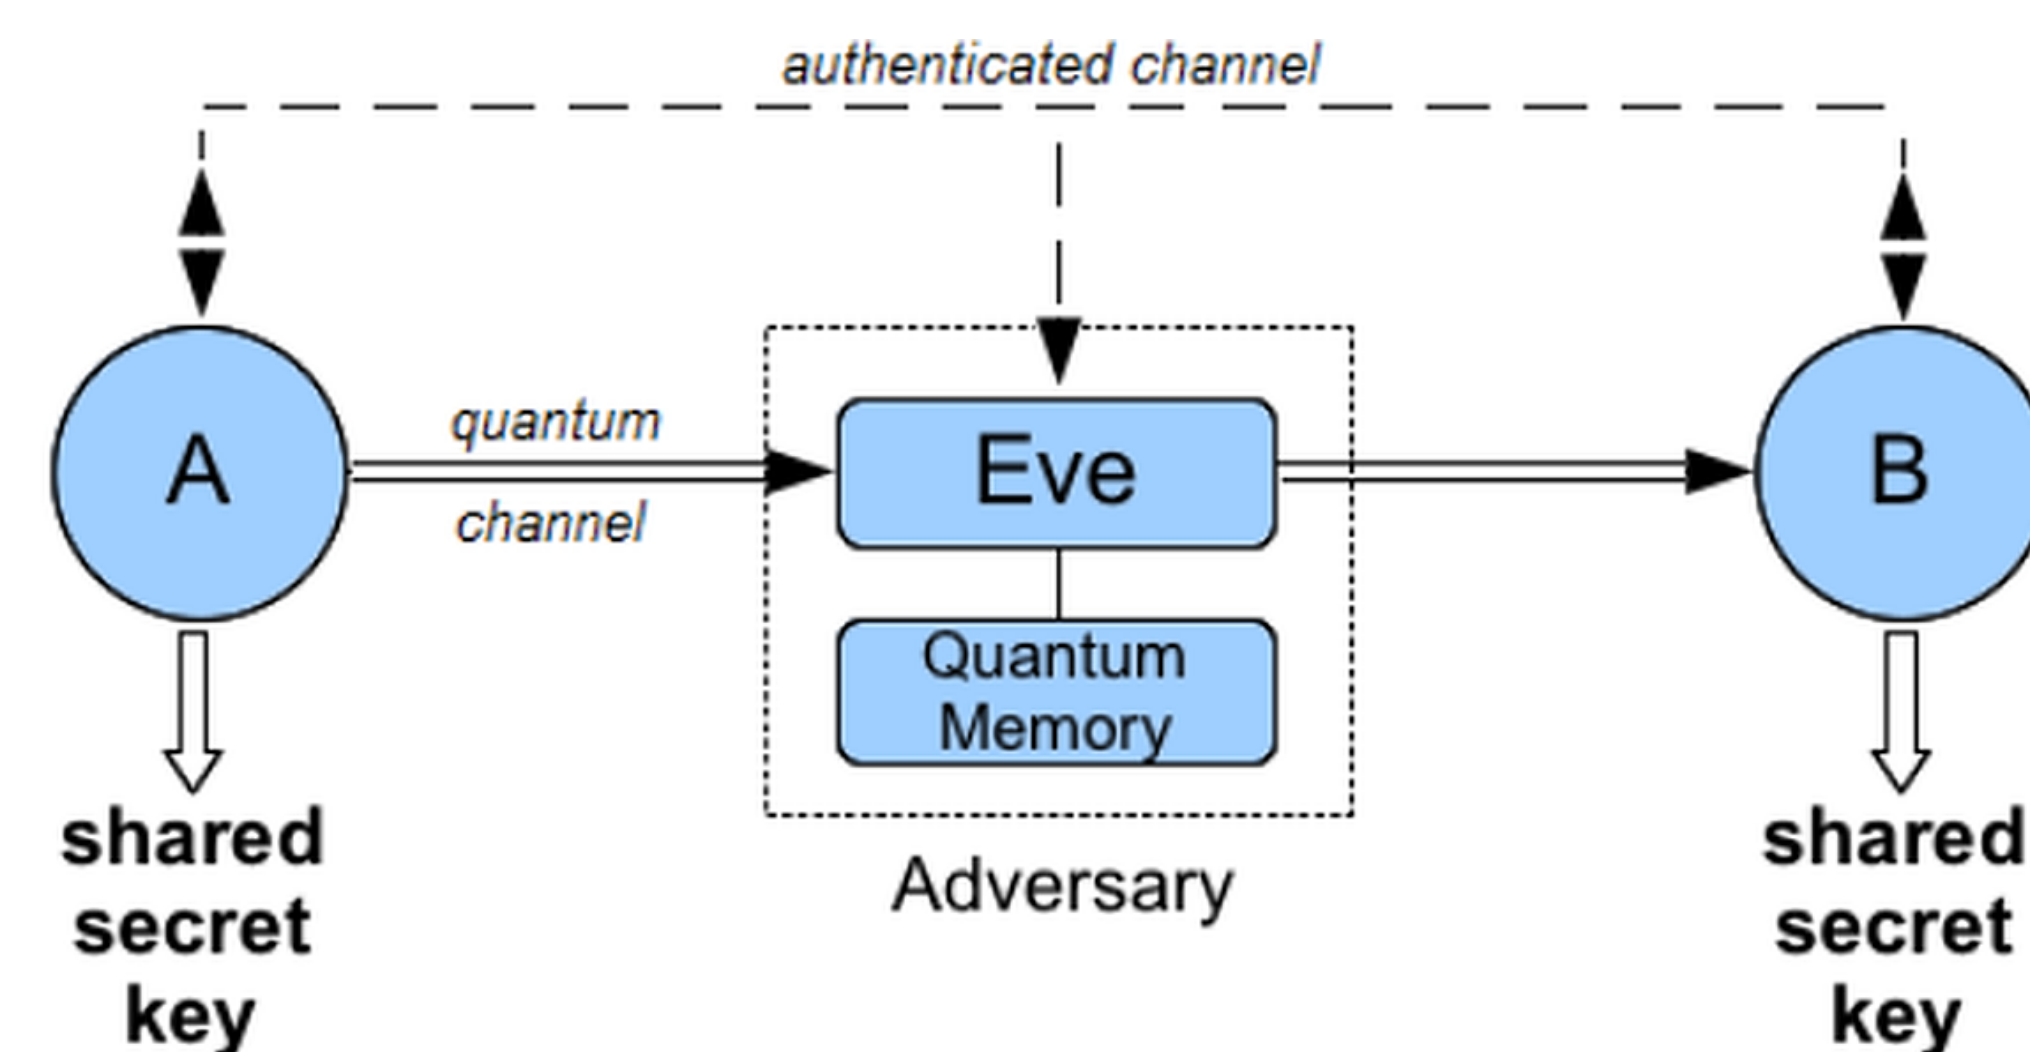 authenticated channel
quantum
channel
A
Eve
B
Quantum
Memory
Adversary
shared
secret
key
shared
secret
key